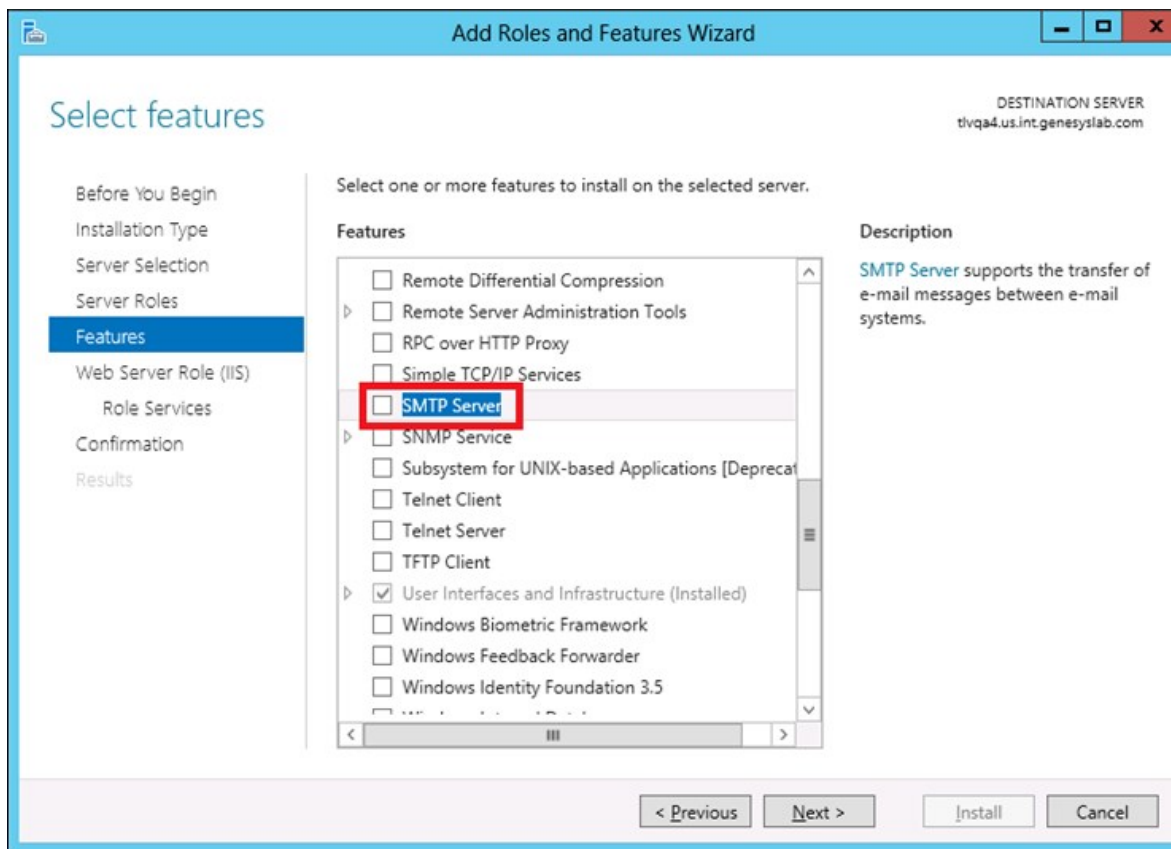 Add Roles and Features Wizard
Select features
DESTINATION SERVER
tlvqa4.us.int.genesyslab.com
Before You Begin
Installation Type
Server Selection
Server Roles
Features
Web Server Role (IIS)
Role Services
Confirmation
Results
Select one or more features to install on the selected server.
Features
Remote Differential Compression
Remote Server Administration Tools
RPC over HTTP Proxy
Simple TCP/IP Services
SMTP Server
SNMP Service
Subsystem for UNIX-based Applications [Deprecat
Telnet Client
Telnet Server
TFTP Client
User Interfaces and Infrastructure (Installed)
Windows Biometric Framework
Windows Feedback Forwarder
Windows Identity Foundation 3.5
Description
SMTP Server supports the transfer of
e-mail messages between e-mail
systems.
< Previous
Next >
Install
Cancel